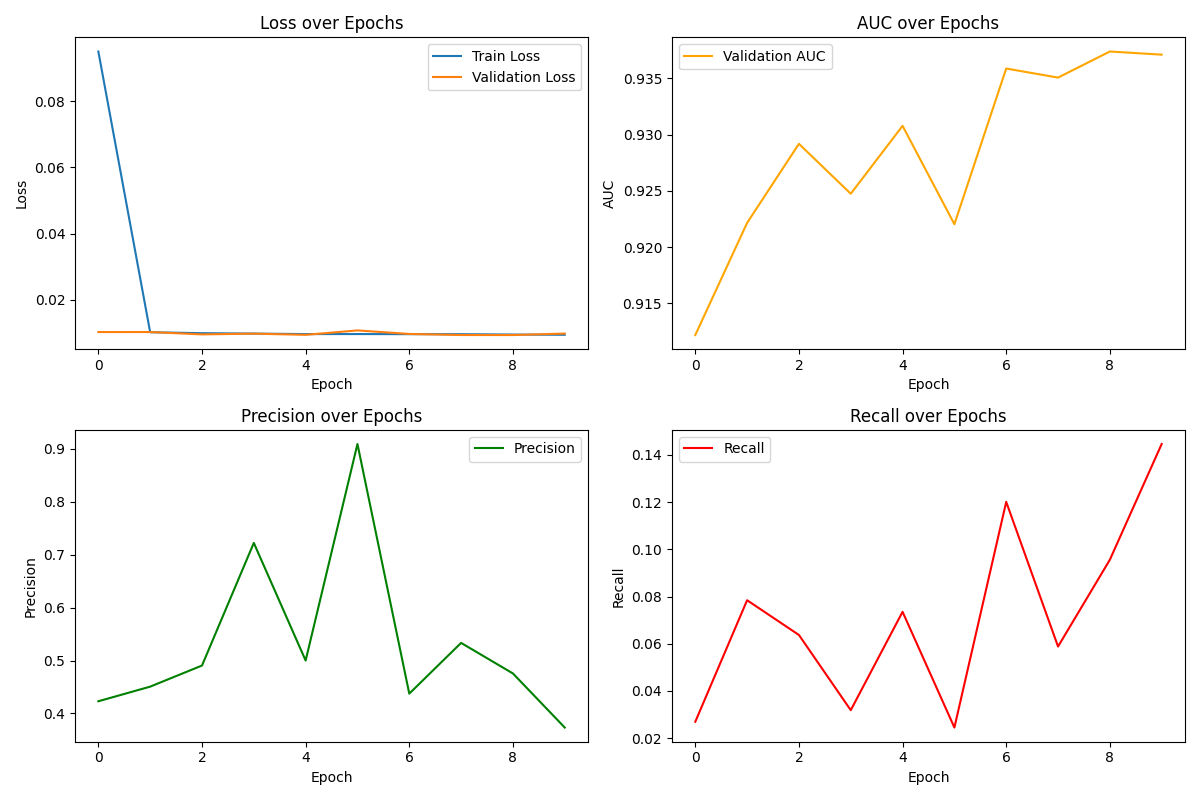 Loss over Epochs
Train Loss
Validation Loss
0.08
0.06
0.04
0.02
Loss
0 2 4 6 8
Epoch
AUC over Epochs
Validation AUC
0.935
0.930
0.925
0.920
0.915
AUC
0 2 4 6 8
Epoch
Precision over Epochs
Precision
0.9
0.8
0.7
0.6
0.5
0.4
Precision
0 2 4 6 8
Epoch
Recall over Epochs
Recall
0.14
0.12
0.10
0.08
0.06
0.04
0.02
Recall
0 2 4 6 8
Epoch